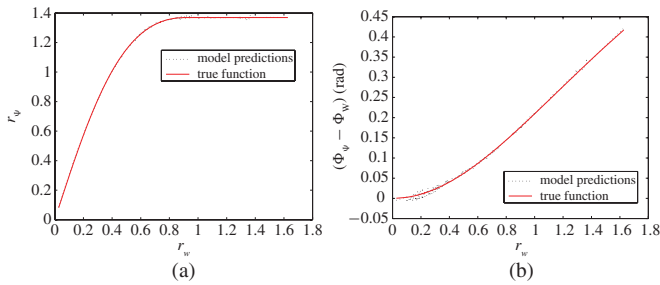 1.4
1.2
1
0.8
0.6
0.4
0.2
0
r_Ψ
model predictions
true function
0 0.2 0.4 0.6 0.8 1 1.2 1.4 1.6 1.8
r_w
(a)
0.45
0.4
0.35
0.3
0.25
0.2
0.15
0.1
0.05
0
−0.05
(Φ_Ψ − Φ_W) (rad)
model predictions
true function
0 0.2 0.4 0.6 0.8 1 1.2 1.4 1.6 1.8
r_w
(b)